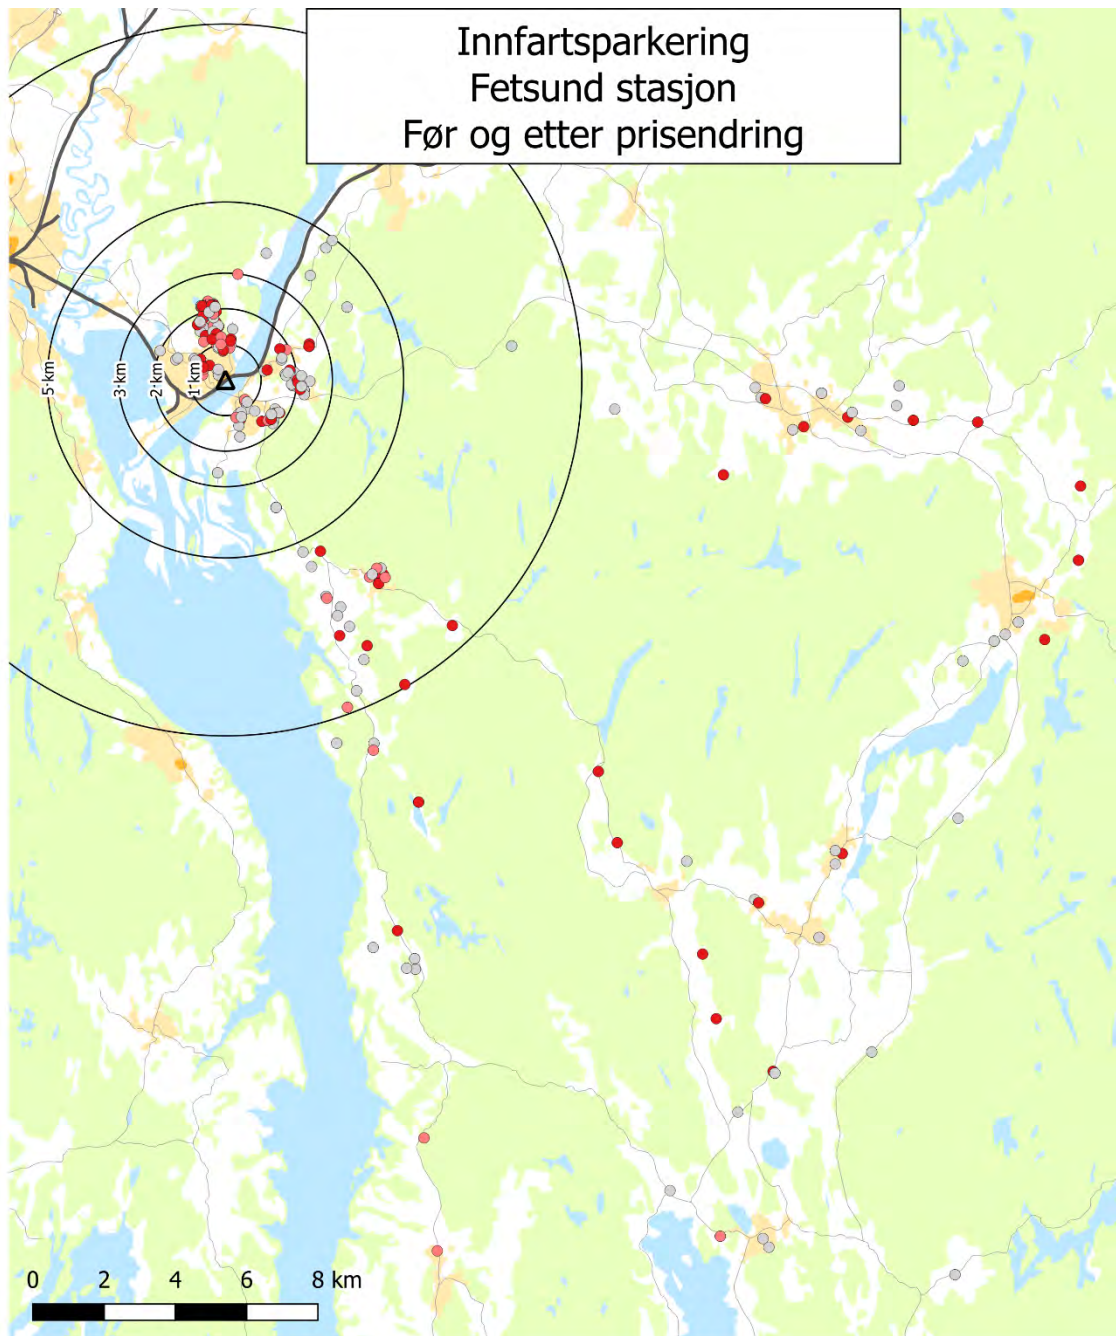 Innfartsparkering
Fetsund stasjon
Før og etter prisendring
5 km
3 km
2 km
1 km
0 2 4 6 8 km